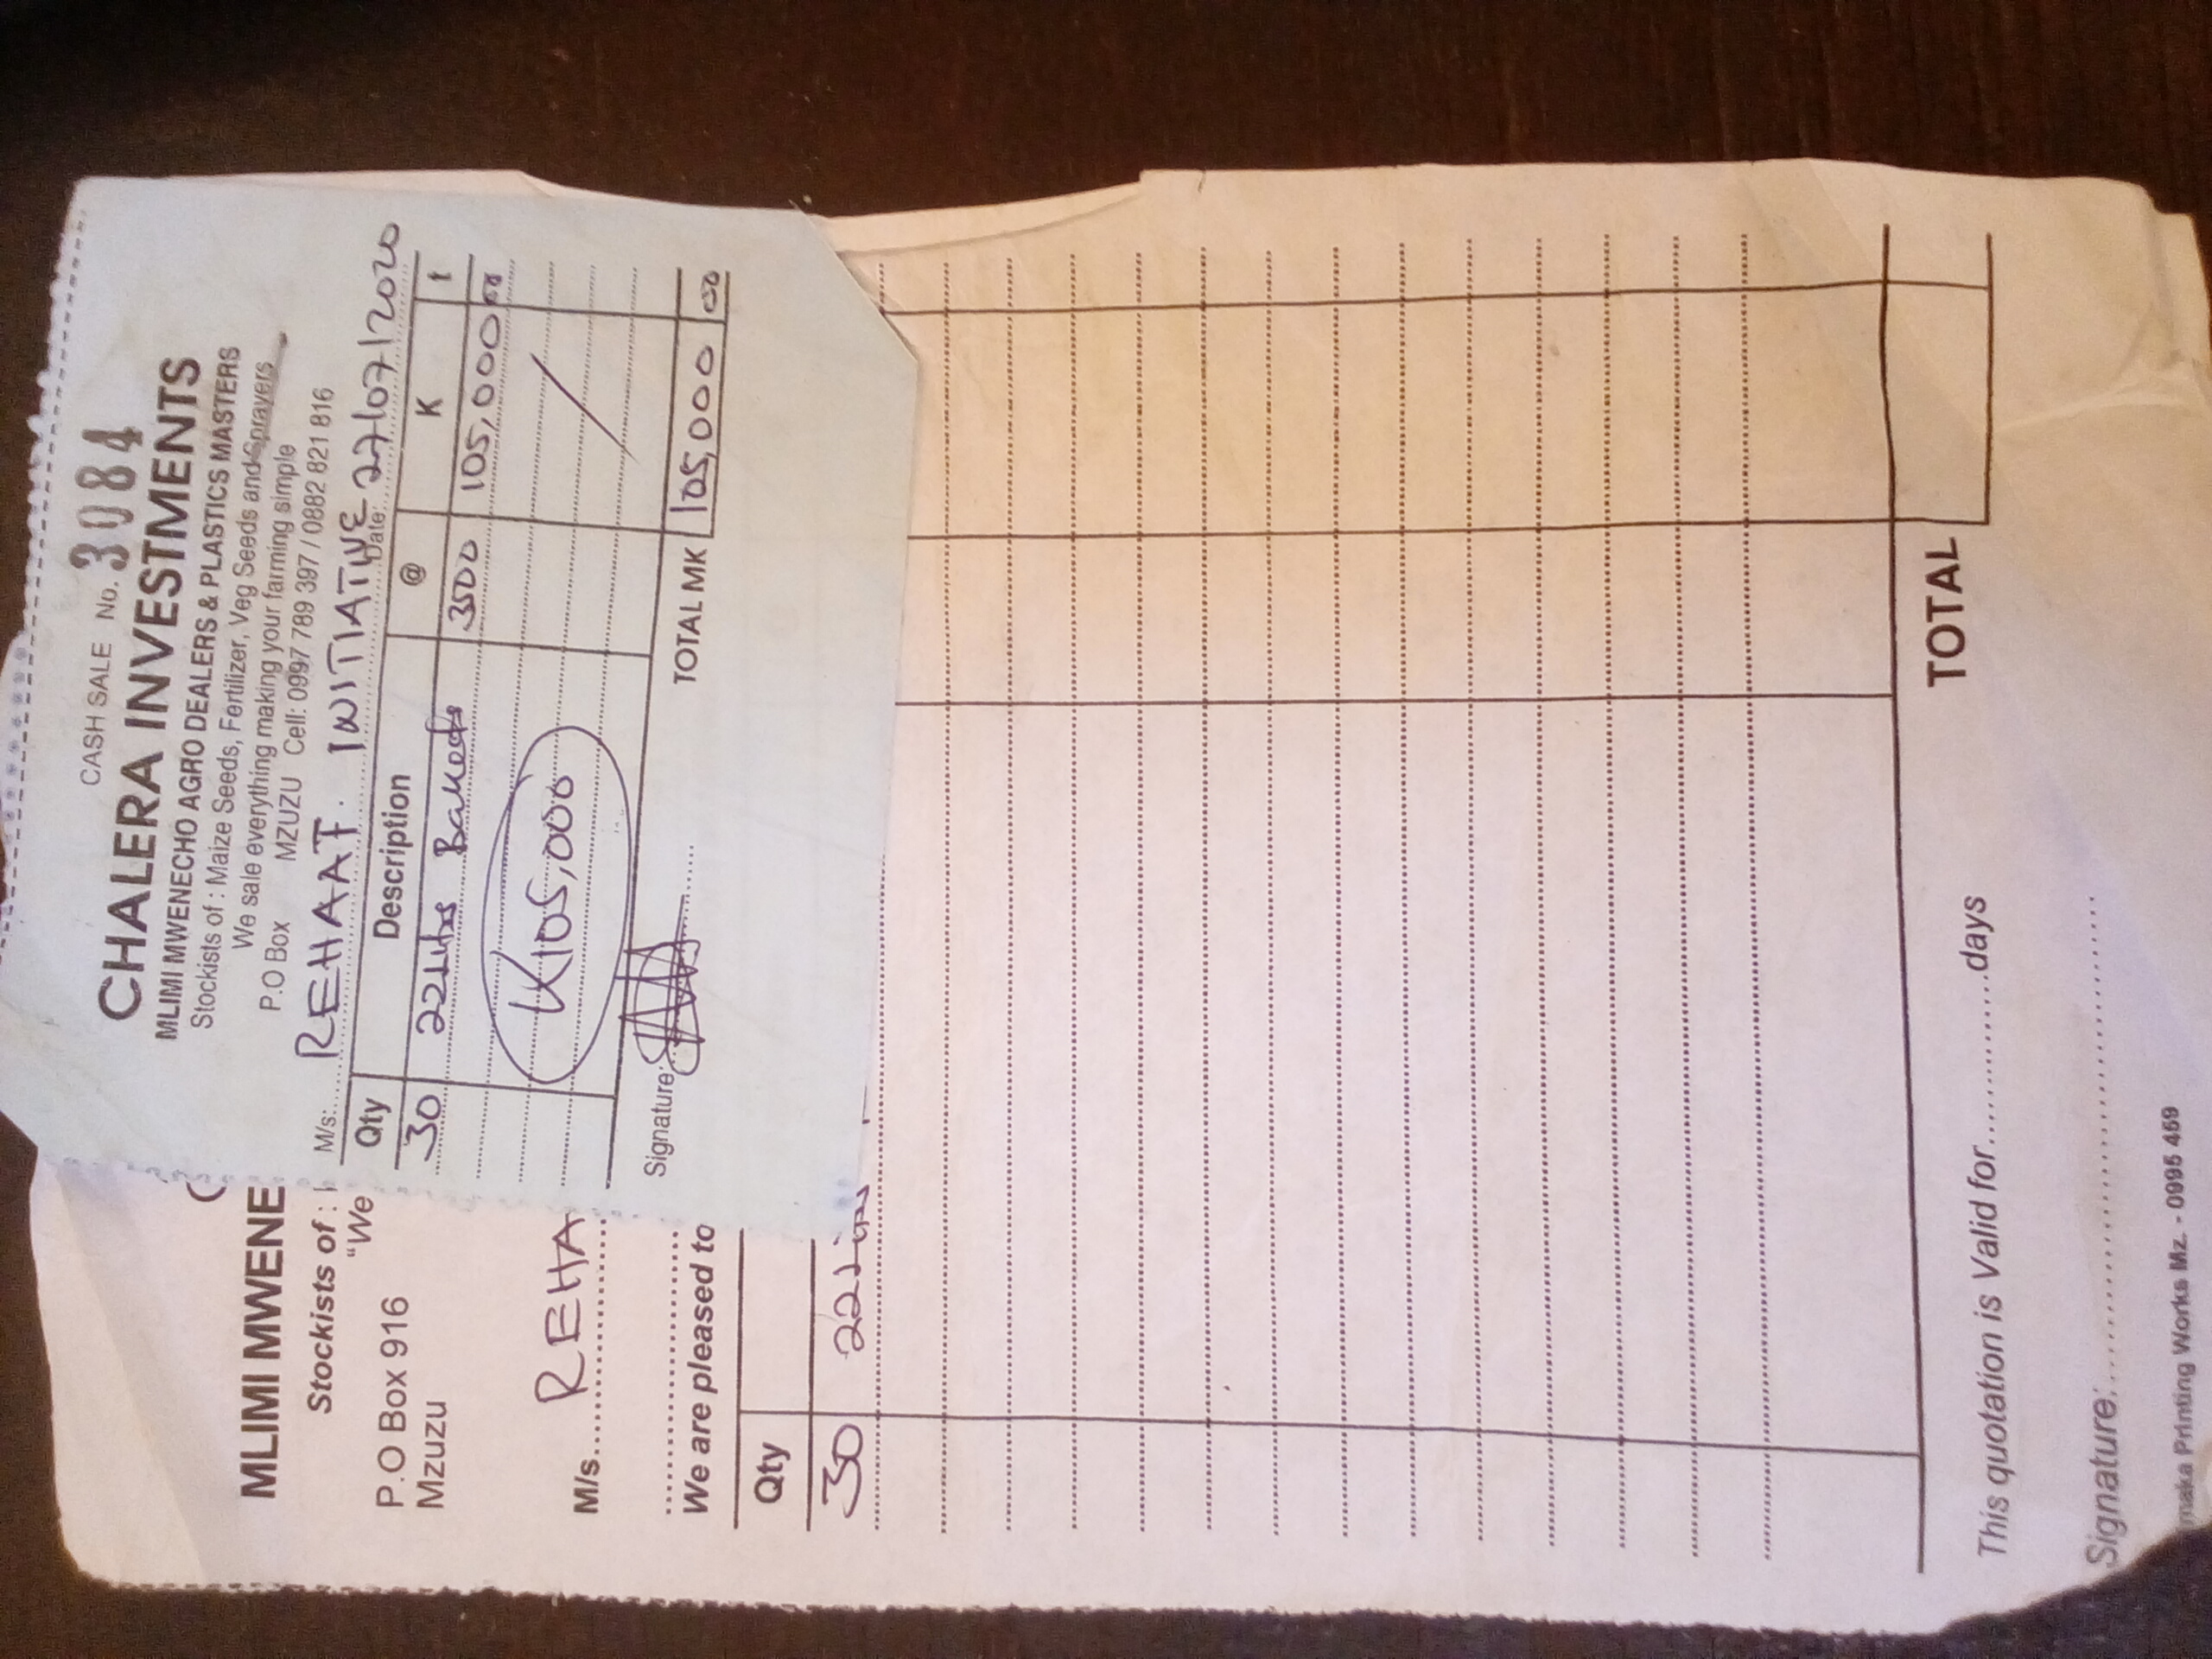 CASH SALE No. 3084
CHALERA INVESTMENTS
MLIMI MWENECHO AGRO DEALERS & PLASTICS MASTERS
Stockists of : Maize Seeds, Fertilizer, Veg Seeds and Sprayers
We sale everything making your farming simple
P.O Box MZUZU Cell: 0997 789 397 / 0882 821 816
M/s: REHAAF INITIATIVE Date: 27/07/2020
Qty Description @ K t
30 22Ltrs Baskets 3500 105,000 00
K105,000
TOTAL MK 105,000 00
Signature:
MLIMI MWENE
Stockists of :
"We
P.O Box 916
Mzuzu
M/s REHA
We are pleased to
Qty
30
TOTAL
This quotation is Valid for days
Signature:
Printing Works Mz. - 0995 469